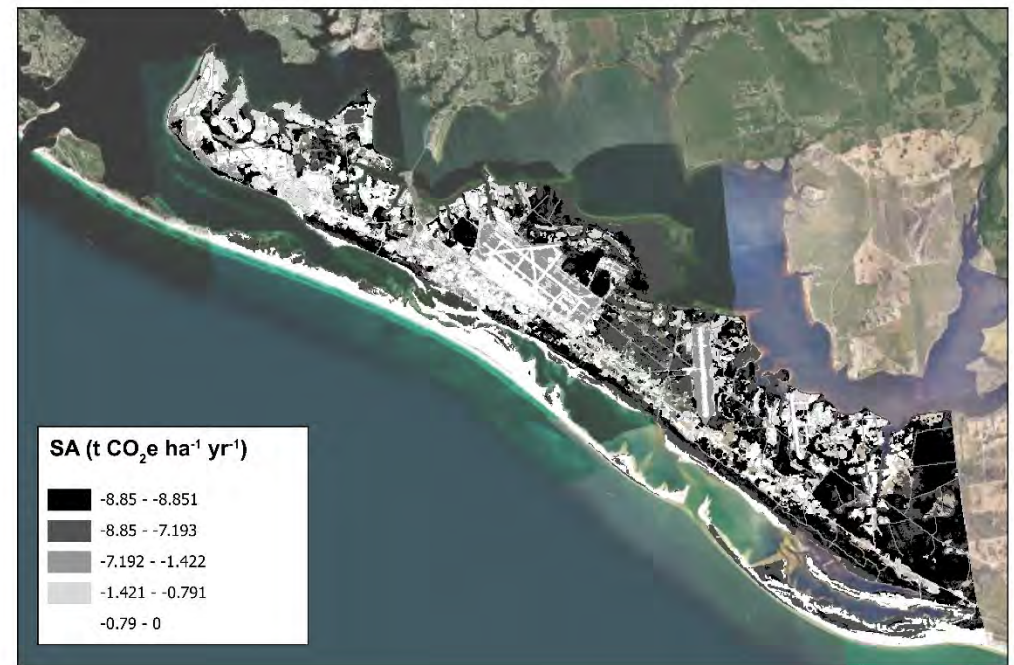 SA (t CO₂e ha⁻¹ yr⁻¹)
-8.85 - -8.851
-8.85 - -7.193
-7.192 - -1.422
-1.421 - -0.791
-0.79 - 0